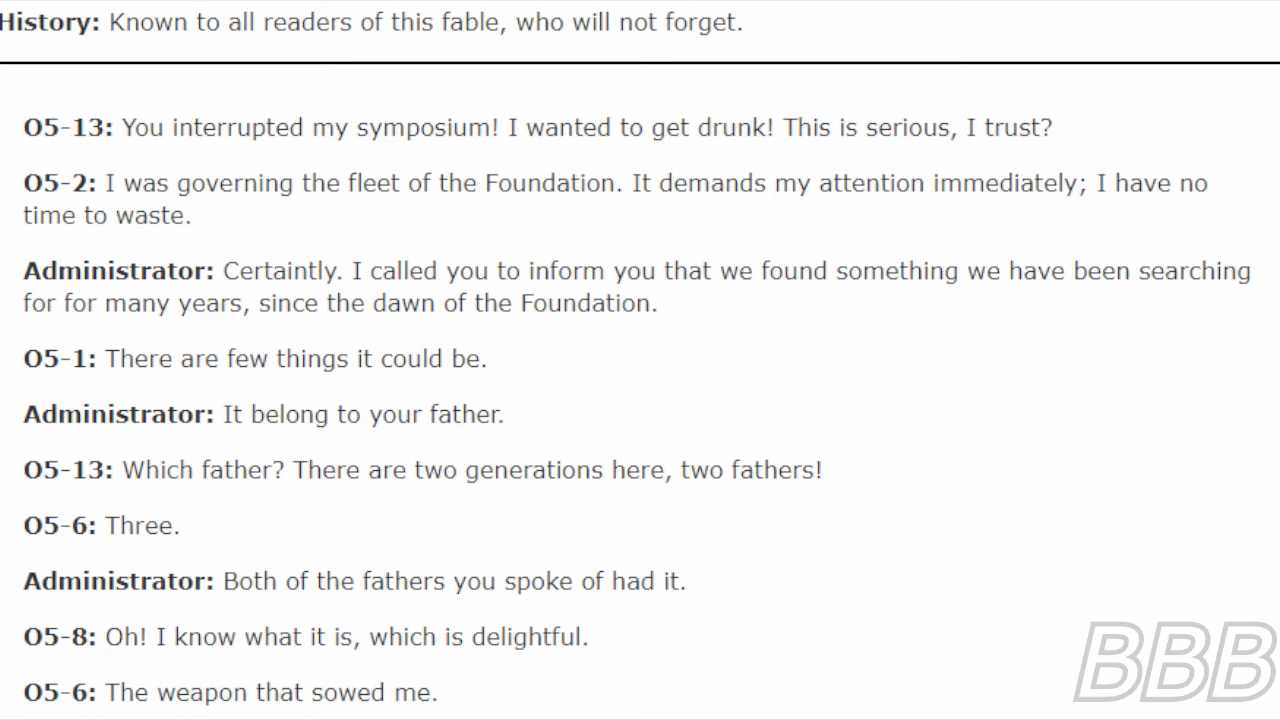 History: Known to all readers of this fable, who will not forget.
O5-13: You interrupted my symposium! I wanted to get drunk! This is serious, I trust?
O5-2: I was governing the fleet of the Foundation. It demands my attention immediately; I have no
time to waste.
Administrator: Certaintly. I called you to inform you that we found something we have been searching
for for many years, since the dawn of the Foundation.
O5-1: There are few things it could be.
Administrator: It belong to your father.
O5-13: Which father? There are two generations here, two fathers!
O5-6: Three.
Administrator: Both of the fathers you spoke of had it.
O5-8: Oh! I know what it is, which is delightful.
O5-6: The weapon that sowed me.
BBB